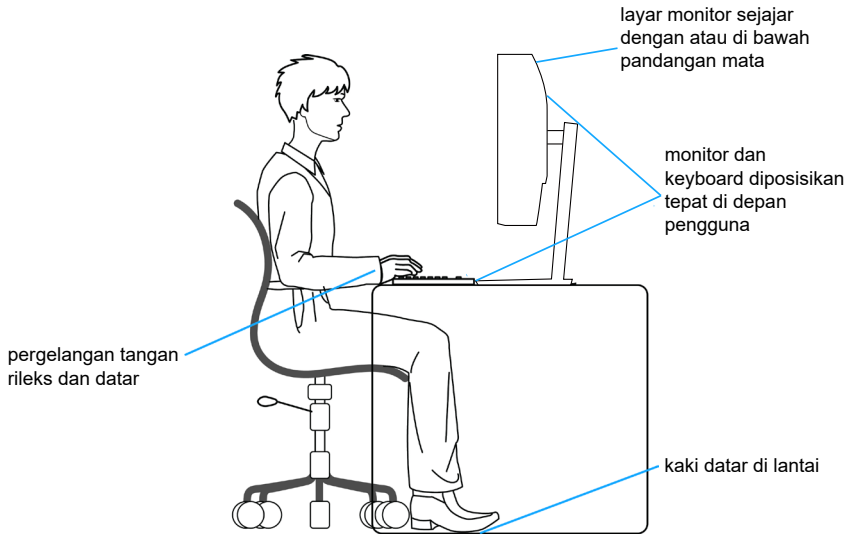 layar monitor sejajar
dengan atau di bawah
pandangan mata
monitor dan
keyboard diposisikan
tepat di depan
pengguna
pergelangan tangan
rileks dan datar
kaki datar di lantai